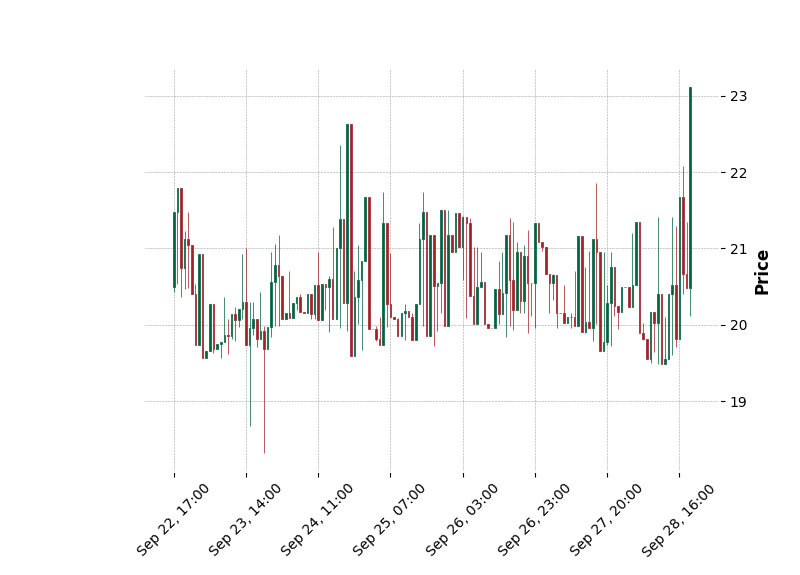 23
22
21
20
19
Price
Sep 22, 17:00
Sep 23, 14:00
Sep 24, 11:00
Sep 25, 07:00
Sep 26, 03:00
Sep 26, 23:00
Sep 27, 20:00
Sep 28, 16:00